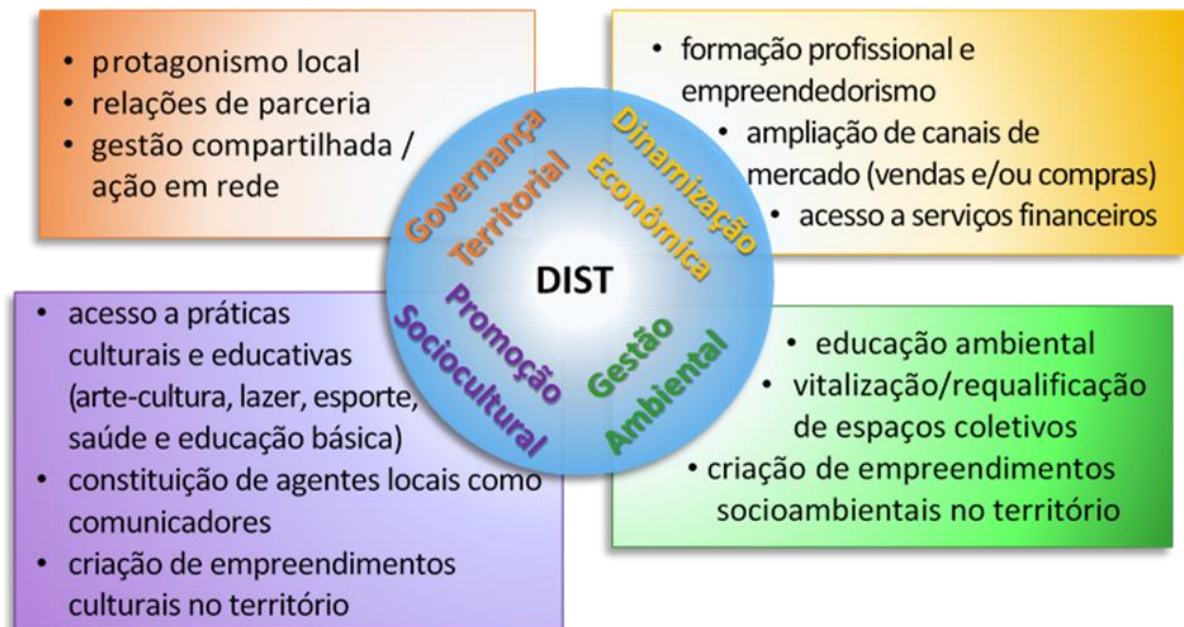 • protagonismo local
• relações de parceria
• gestão compartilhada /
ação em rede
• formação profissional e
empreendedorismo
• ampliação de canais de
mercado (vendas e/ou compras)
• acesso a serviços financeiros
Governança
Territorial
Dinamização
Econômica
DIST
Promoção
Sociocultural
Gestão
Ambiental
• acesso a práticas
culturais e educativas
(arte-cultura, lazer, esporte,
saúde e educação básica)
• constituição de agentes locais como
comunicadores
• criação de empreendimentos
culturais no território
• educação ambiental
• vitalização/requalificação
de espaços coletivos
• criação de empreendimentos
socioambientais no território